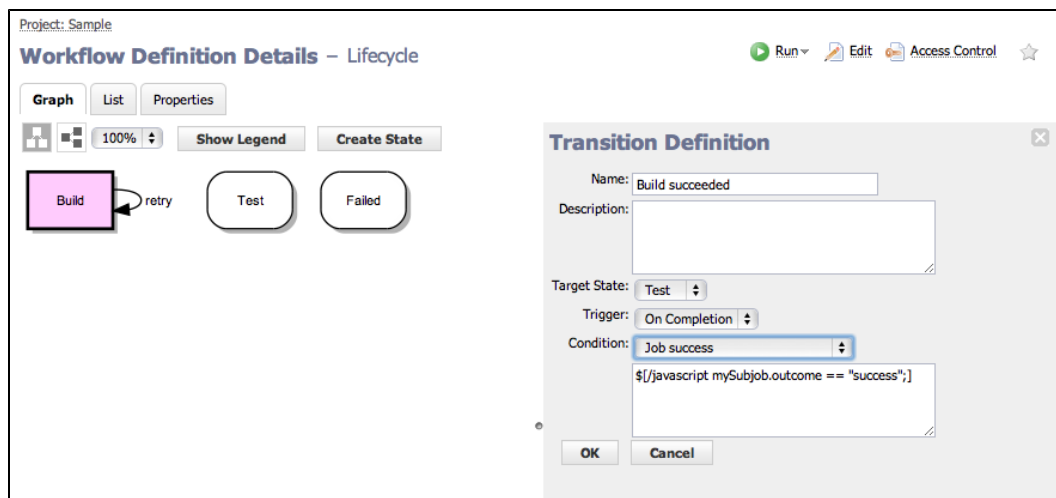 Project: Sample
Workflow Definition Details – Lifecycle
Run Edit Access Control
Graph List Properties
100% Show Legend Create State
Build retry Test Failed
Transition Definition
Name: Build succeeded
Description:
Target State: Test
Trigger: On Completion
Condition: Job success
$[/javascript mySubjob.outcome == "success";]
OK Cancel